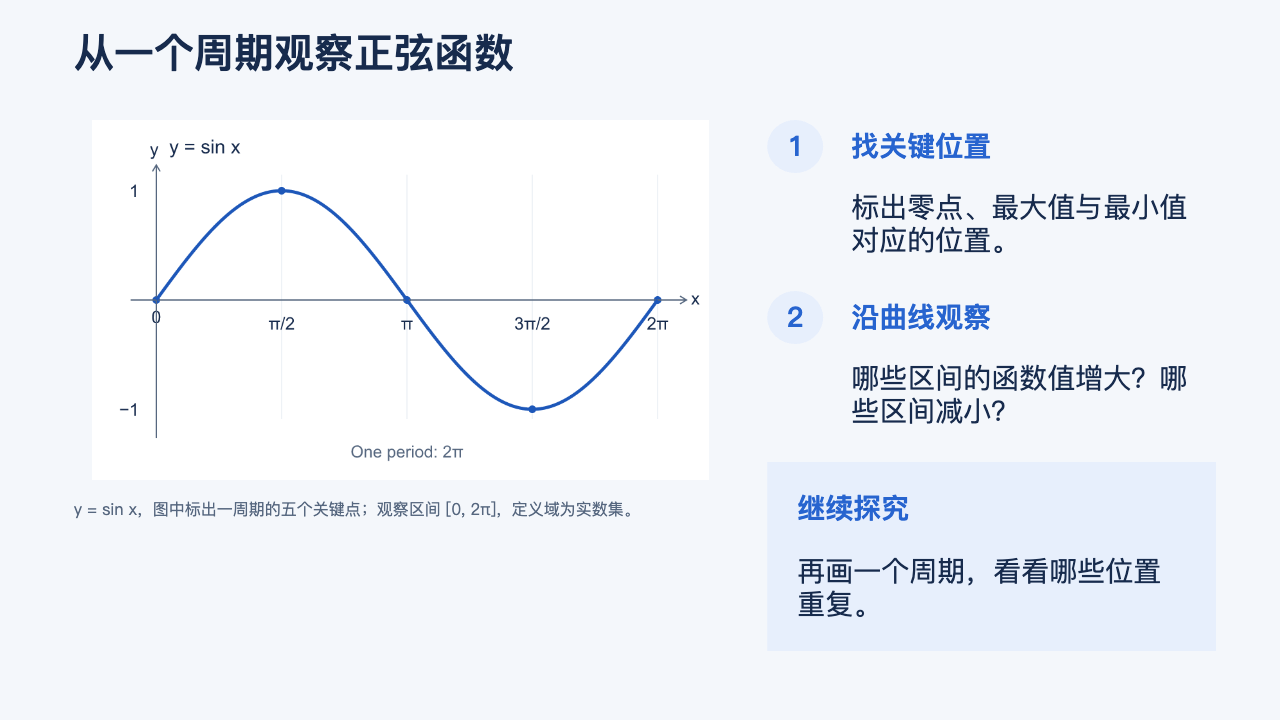 从一个周期观察正弦函数
y
y = sin x
1
x
0
π/2
π
3π/2
2π
−1
One period: 2π
y = sin x，图中标出一周期的五个关键点；观察区间 [0, 2π]，定义域为实数集。
1
找关键位置
标出零点、最大值与最小值
对应的位置。
2
沿曲线观察
哪些区间的函数值增大？哪
些区间减小？
继续探究
再画一个周期，看看哪些位置
重复。